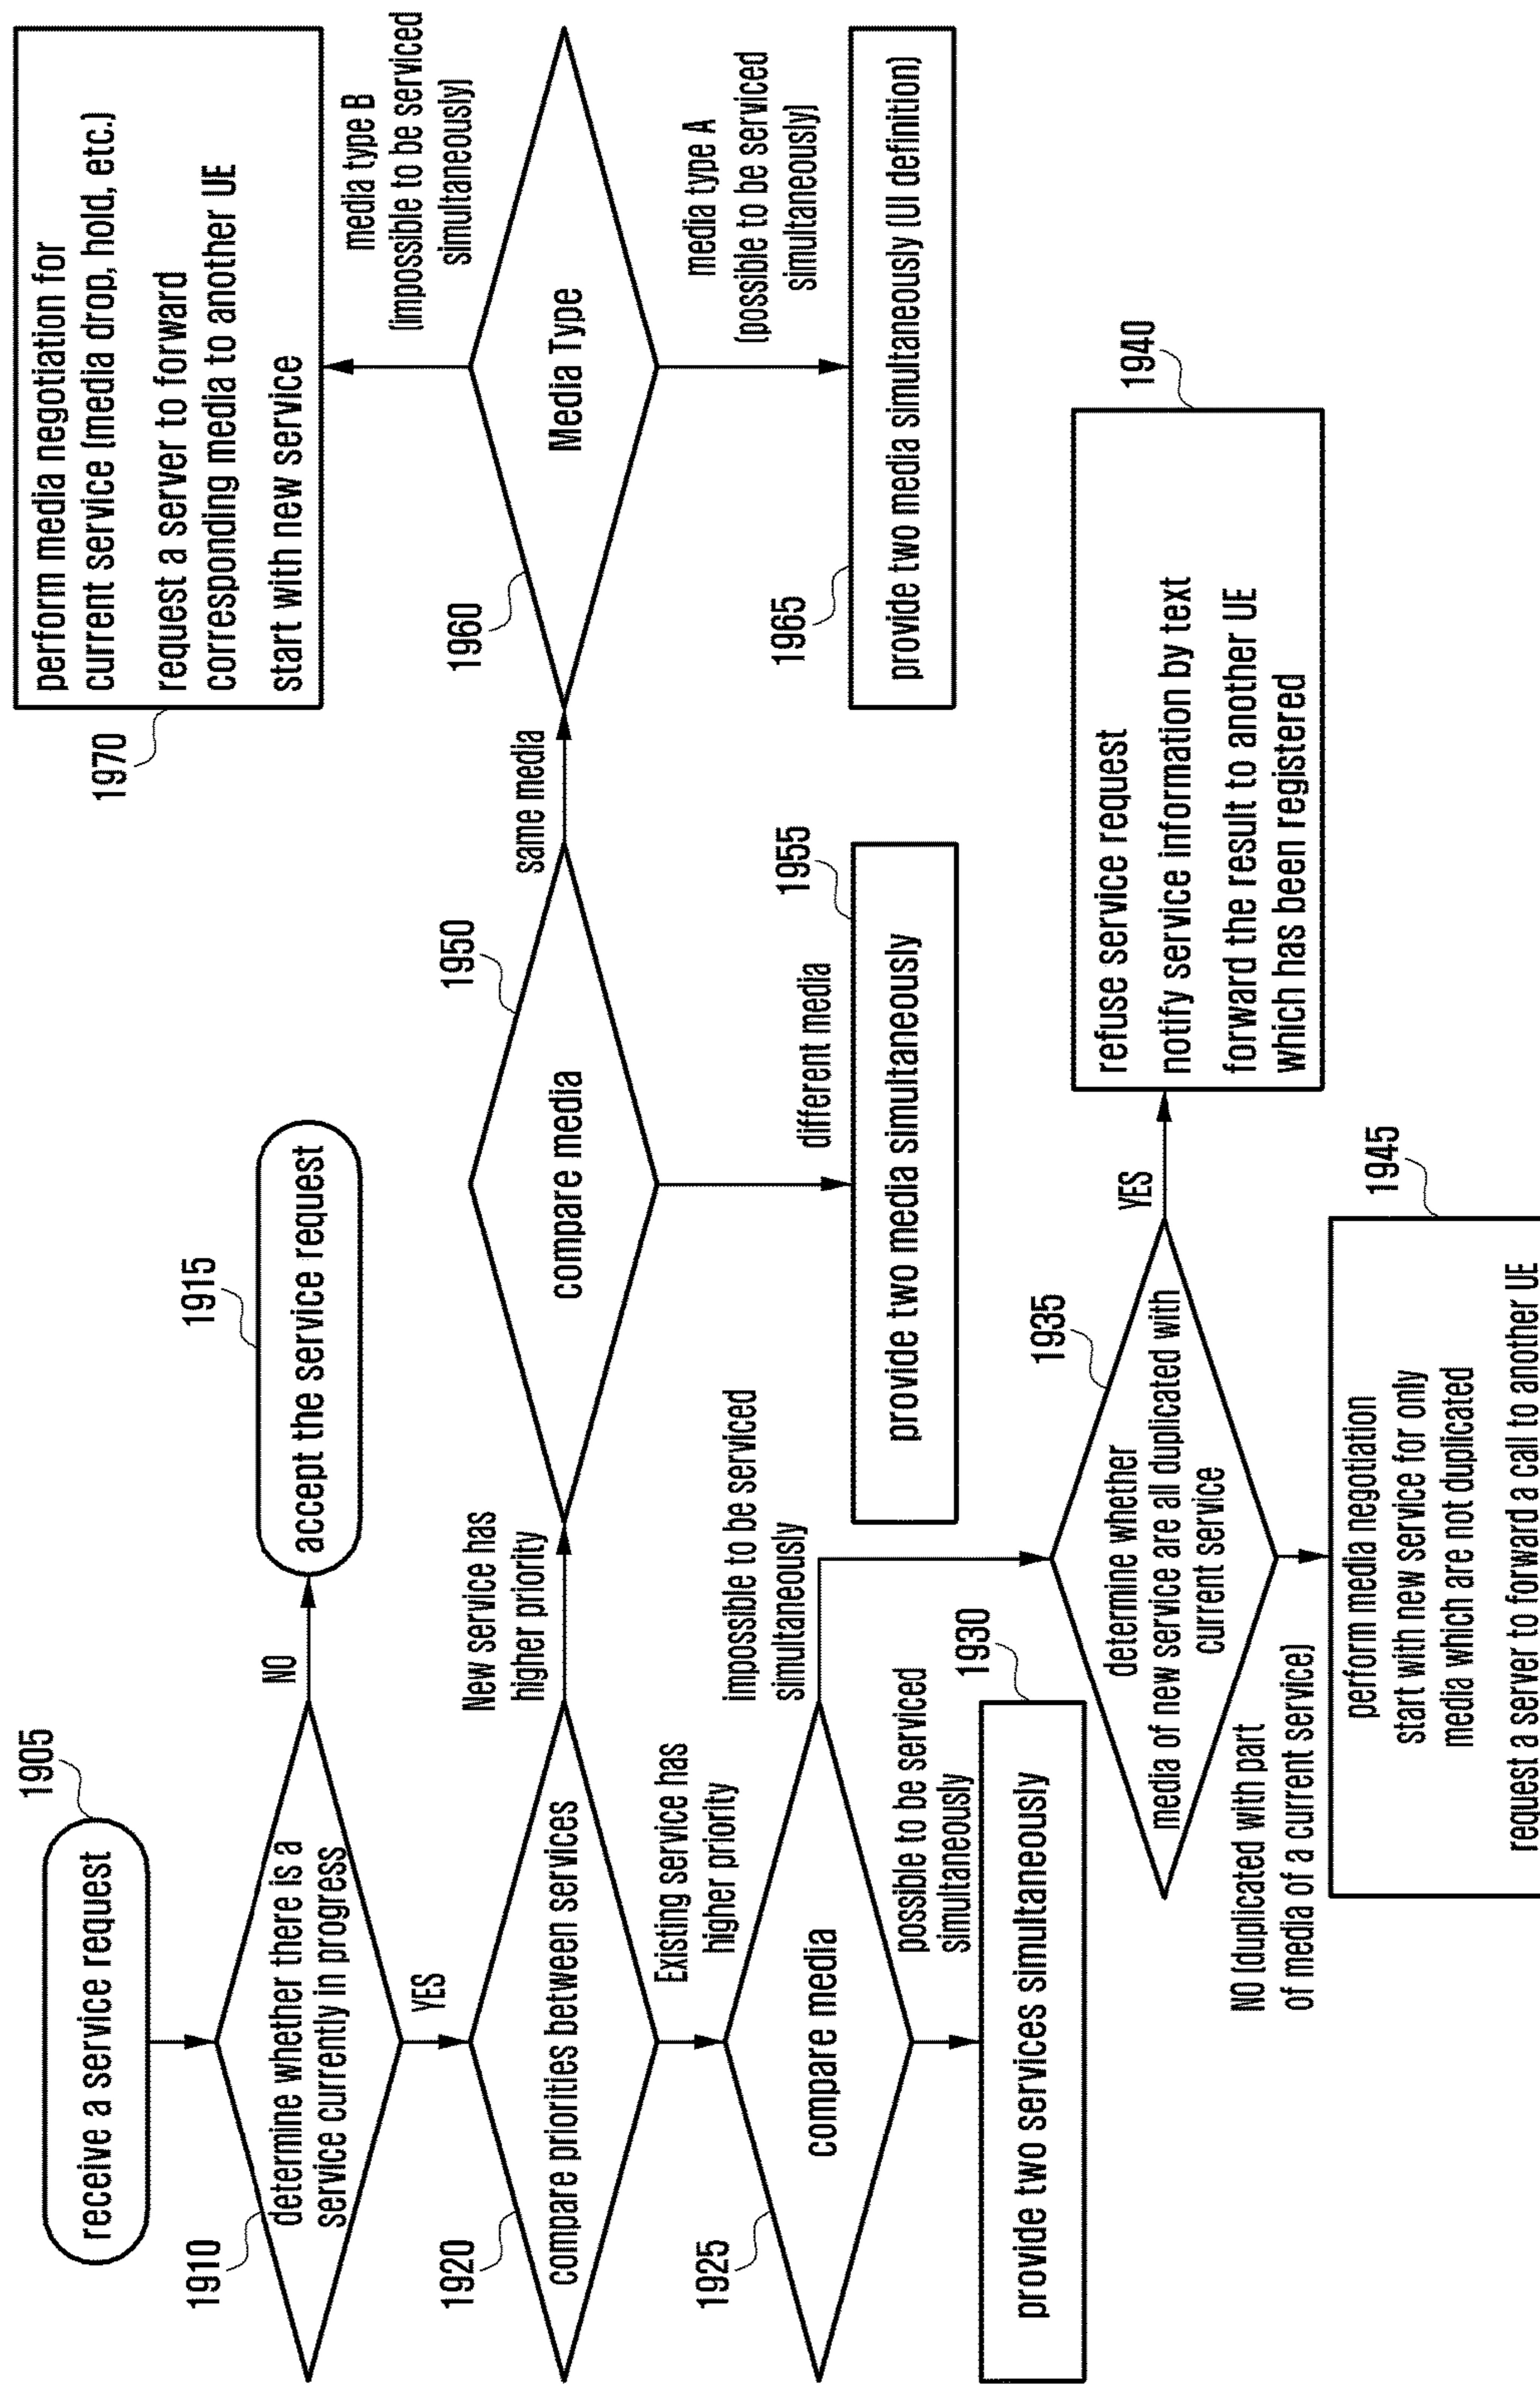 1905
receive a service request
1910
determine whether there is a
service currently in progress
NO
1915
accept the service request
YES
1920
compare priorities between services
New service has
higher priority
1950
compare media
same media
1960
Media Type
media type B
(impossible to be serviced
simultaneously)
1970
perform media negotiation for
current service (media drop, hold, etc.)
request a server to forward
corresponding media to another UE
start with new service
media type A
(possible to be serviced
simultaneously)
1965
provide two media simultaneously (UI definition)
different media
1955
provide two media simultaneously
Existing service has
higher priority
1925
compare media
impossible to be serviced
simultaneously
possible to be serviced
simultaneously
1930
provide two services simultaneously
1935
determine whether
media of new service are all duplicated with
current service
YES
1940
refuse service request
notify service information by text
forward the result to another UE
which has been registered
NO (duplicated with part
of media of a current service)
1945
perform media negotiation
start with new service for only
media which are not duplicated
request a server to forward a call to another UE